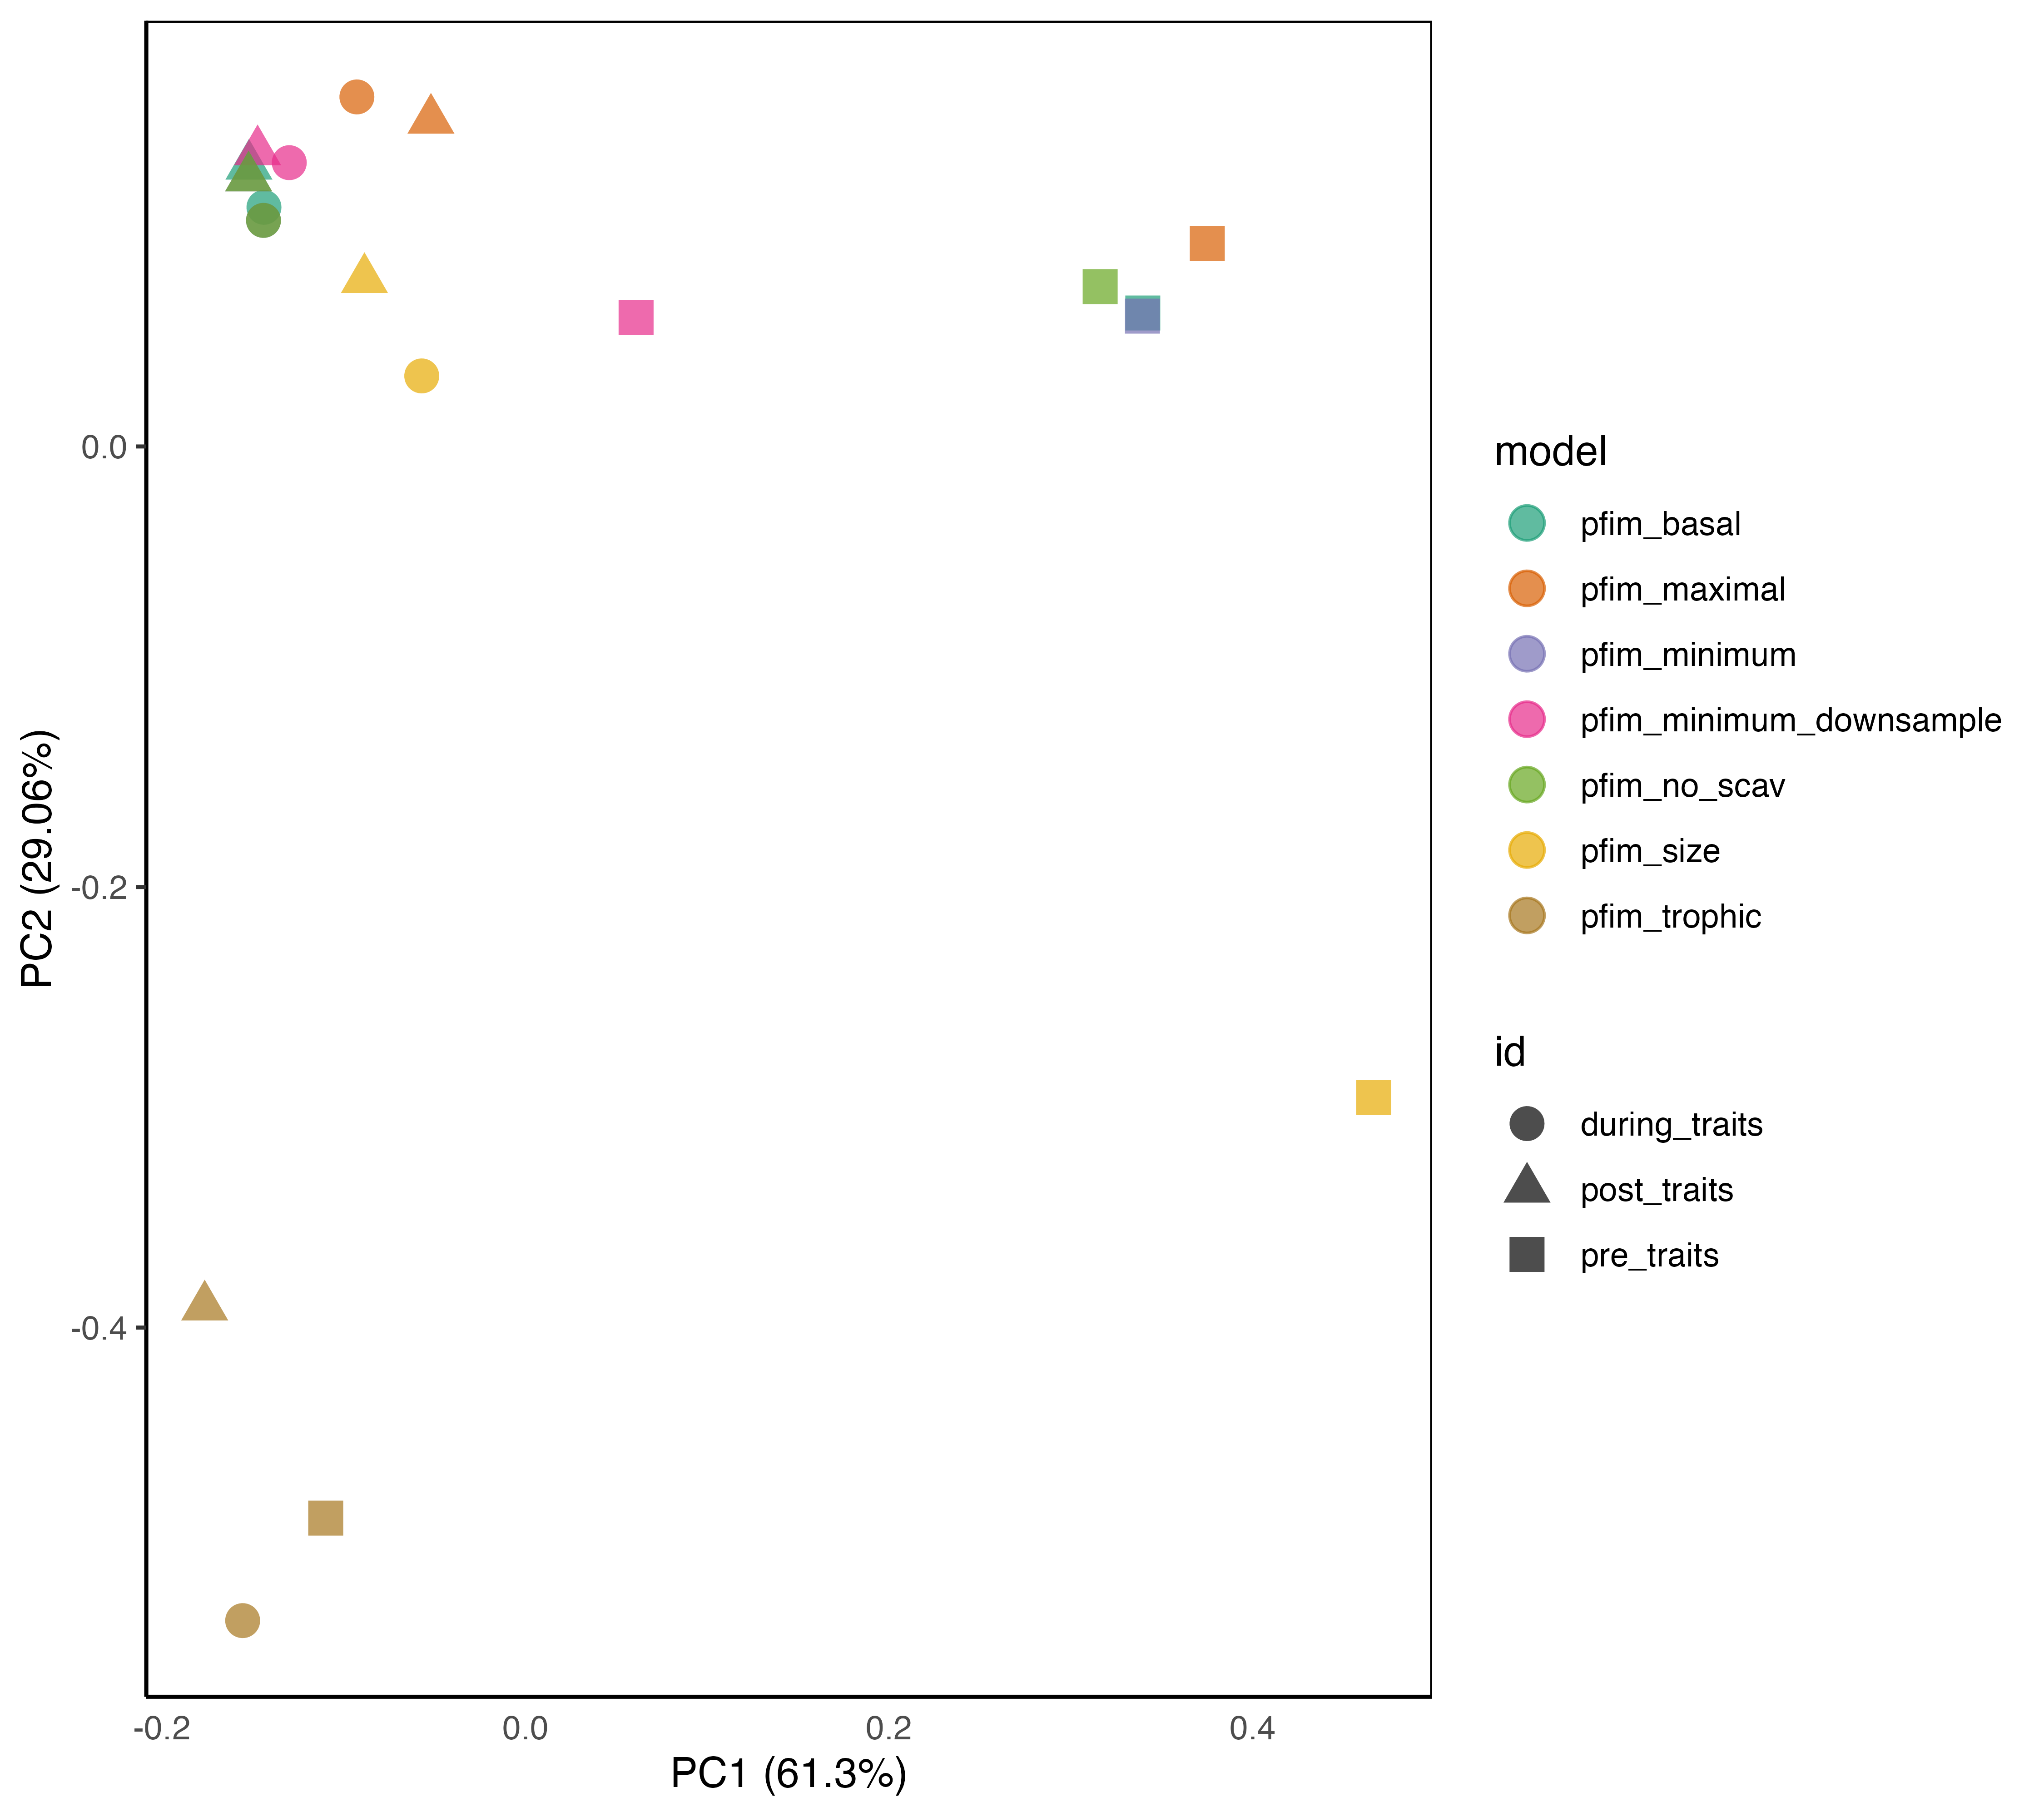 0.0
-0.2
-0.4
PC2 (29.06%)
-0.2
0.0
0.2
0.4
PC1 (61.3%)
model
pfim_basal
pfim_maximal
pfim_minimum
pfim_minimum_downsample
pfim_no_scav
pfim_size
pfim_trophic
id
during_traits
post_traits
pre_traits